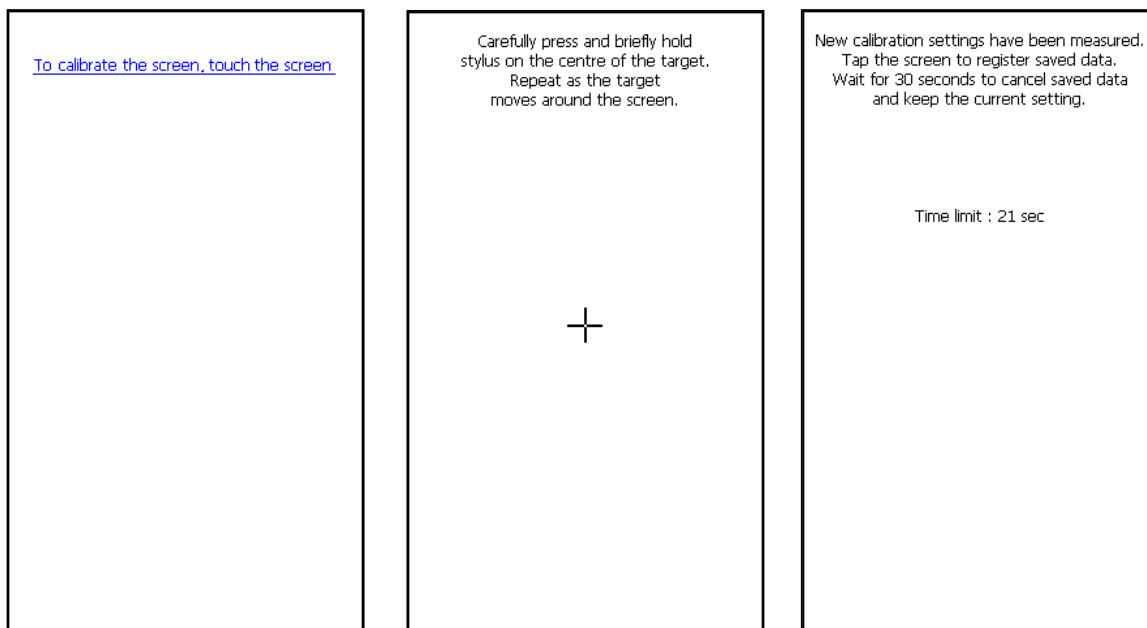 To calibrate the screen, touch the screen
Carefully press and briefly hold
stylus on the centre of the target.
Repeat as the target
moves around the screen.
New calibration settings have been measured.
Tap the screen to register saved data.
Wait for 30 seconds to cancel saved data
and keep the current setting.
Time limit : 21 sec